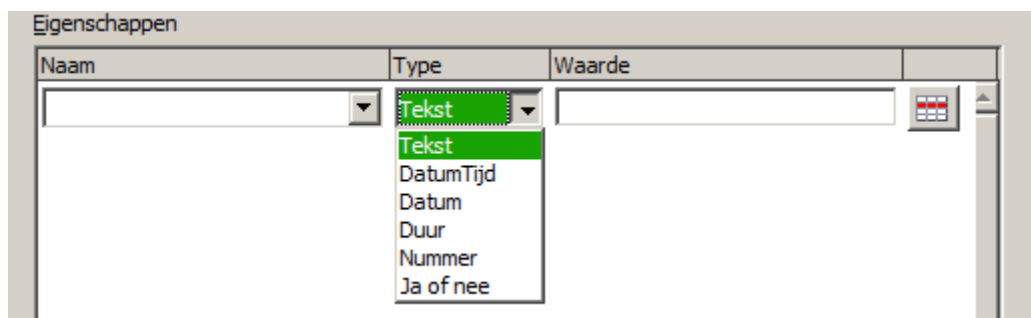 Eigenschappen
Naam Type Waarde
Tekst
Tekst
DatumTijd
Datum
Duur
Nummer
Ja of nee